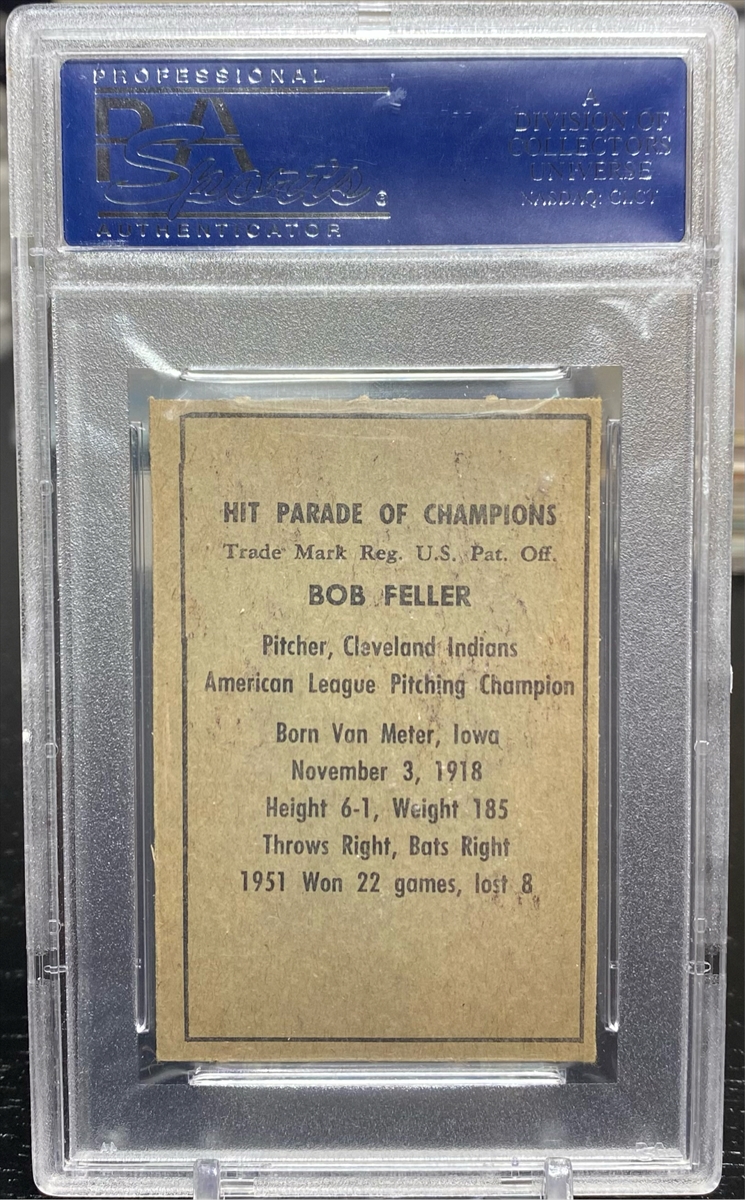 PROFESSIONAL
PSA
Sports
AUTHENTICATOR
A
DIVISION OF
COLLECTORS
UNIVERSE
NASDAQ: CLCT
HIT PARADE OF CHAMPIONS
Trade Mark Reg. U.S. Pat. Off.
BOB FELLER
Pitcher, Cleveland Indians
American League Pitching Champion
Born Van Meter, Iowa
November 3, 1918
Height 6-1, Weight 185
Throws Right, Bats Right
1951 Won 22 games, lost 8